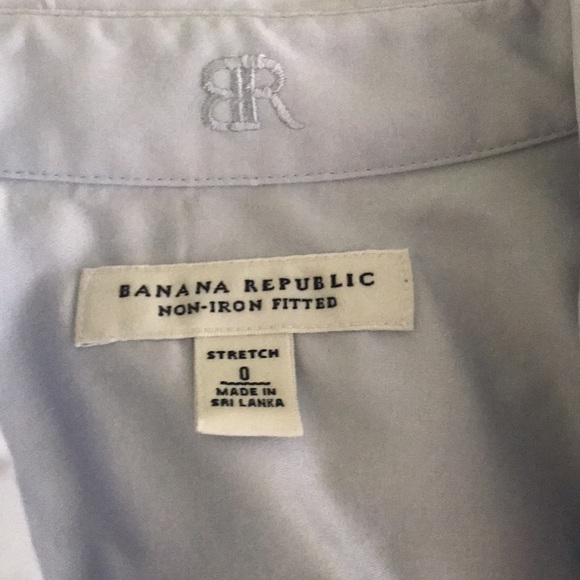 BR
BANANA REPUBLIC
NON-IRON FITTED
STRETCH
0
MADE IN
SRI LANKA